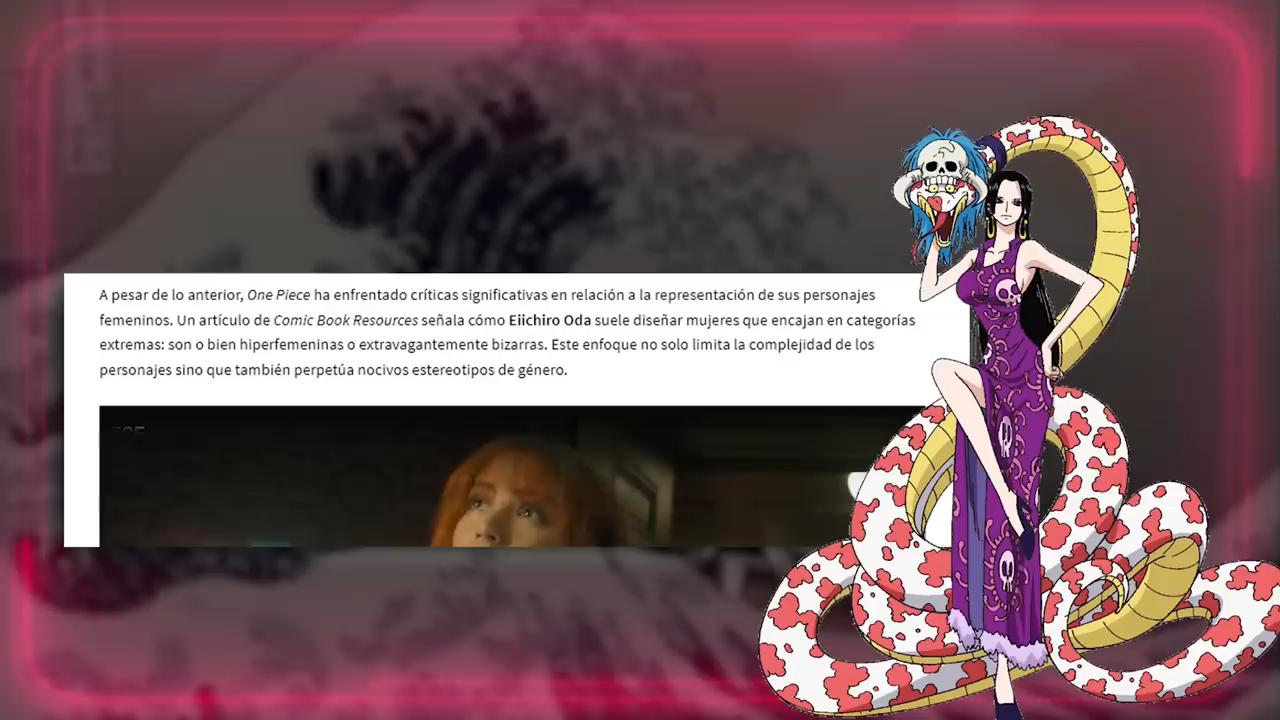 A pesar de lo anterior, One Piece ha enfrentado críticas significativas en relación a la representación de sus personajes
femeninos. Un artículo de Comic Book Resources señala cómo Eiichiro Oda suele diseñar mujeres que encajan en categorías
extremas: son o bien hiperfemeninas o extravagantemente bizarras. Este enfoque no solo limita la complejidad de los
personajes sino que también perpetúa nocivos estereotipos de género.